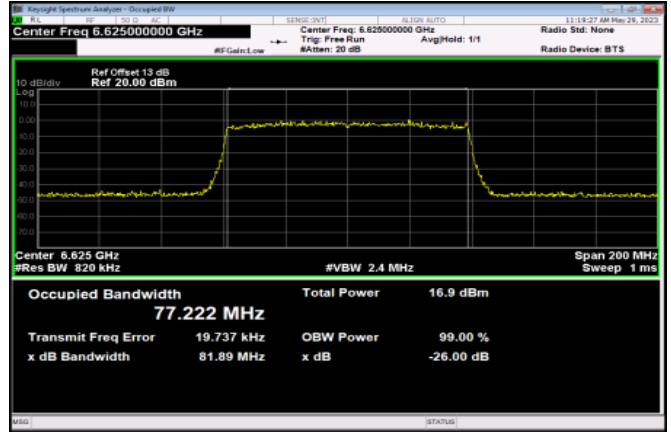 Keysight Spectrum Analyzer - Occupied BW
RL RF 50 Ω AC SENSE:INT ALIGN AUTO 11:19:27 AM May 29, 2023
Center Freq 6.625000000 GHz Center Freq: 6.625000000 GHz Radio Std: None
Trig: Free Run Avg|Hold: 1/1
#IFGain:Low #Atten: 20 dB Radio Device: BTS
Ref Offset 13 dB
10 dB/div Ref 20.00 dBm
Log
10.0
0.00
-10.0
-20.0
-30.0
-40.0
-50.0
-60.0
-70.0
Center 6.625 GHz Span 200 MHz
#Res BW 820 kHz #VBW 2.4 MHz Sweep 1 ms
Occupied Bandwidth Total Power 16.9 dBm
77.222 MHz
Transmit Freq Error 19.737 kHz OBW Power 99.00 %
x dB Bandwidth 81.89 MHz x dB -26.00 dB
MSG STATUS